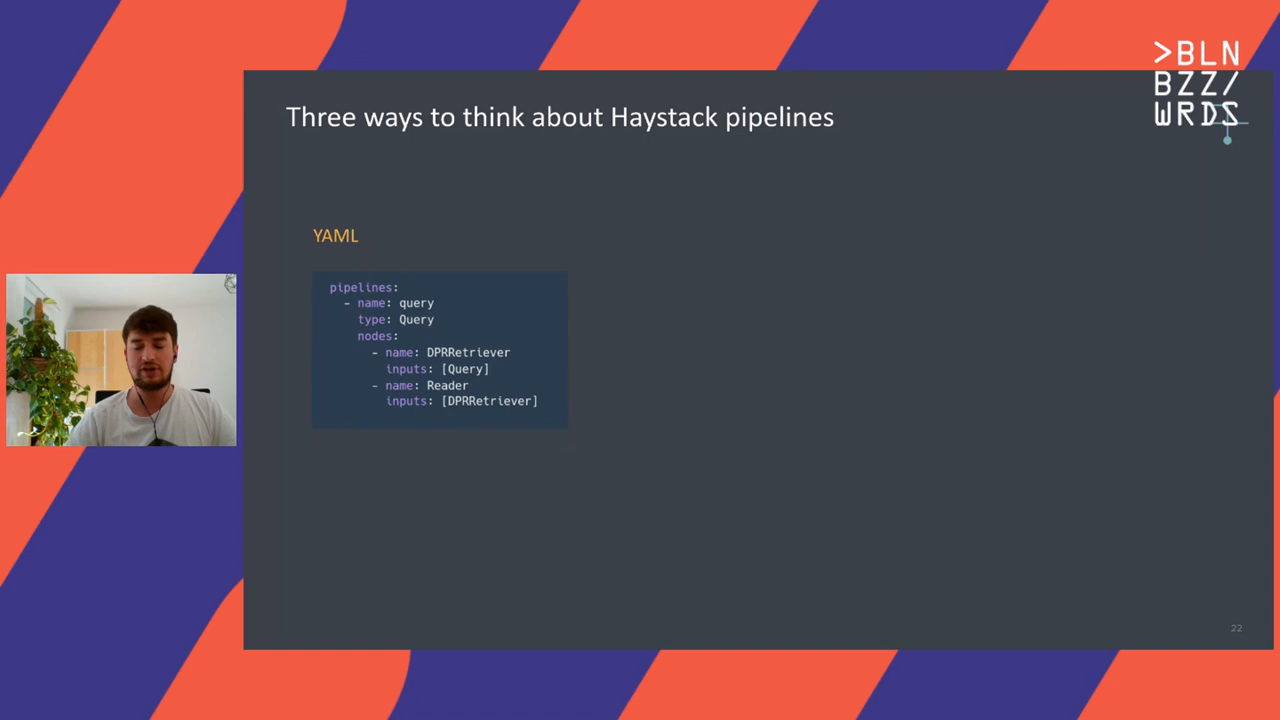 >BLN
BZZ/
WRDS
Three ways to think about Haystack pipelines
YAML
pipelines:
- name: query
type: Query
nodes:
- name: DPRRetriever
inputs: [Query]
- name: Reader
inputs: [DPRRetriever]
22